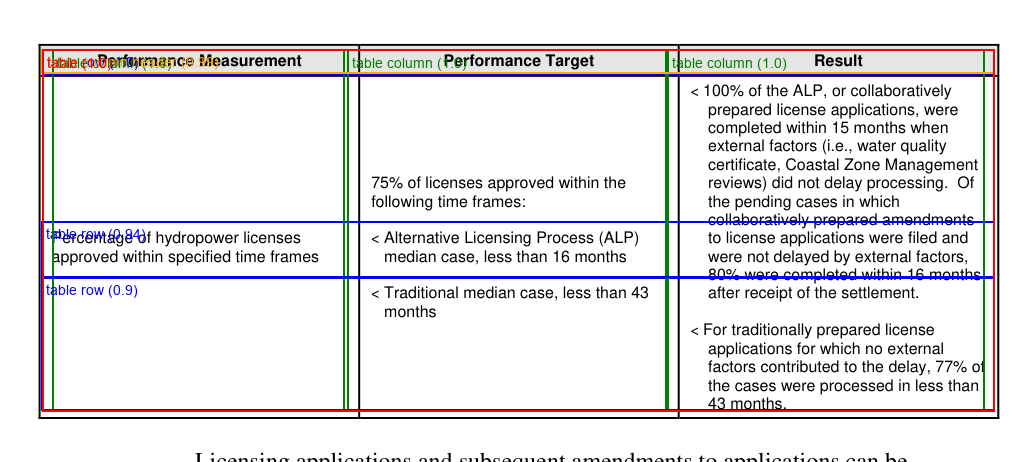 Performance Measurement
Performance Target
Result
table column (1.0)
table column (1.0)
Percentage of hydropower licenses
approved within specified time frames
table row (0.84)
table row (0.9)
75% of licenses approved within the
following time frames:
< Alternative Licensing Process (ALP)
median case, less than 16 months
< Traditional median case, less than 43
months
< 100% of the ALP, or collaboratively
prepared license applications, were
completed within 15 months when
external factors (i.e., water quality
certificate, Coastal Zone Management
reviews) did not delay processing. Of
the pending cases in which
collaboratively prepared amendments
to license applications were filed and
were not delayed by external factors,
80% were completed within 16 months
after receipt of the settlement.
< For traditionally prepared license
applications for which no external
factors contributed to the delay, 77% of
the cases were processed in less than
43 months.
Licensing applications and subsequent amendments to applications can be